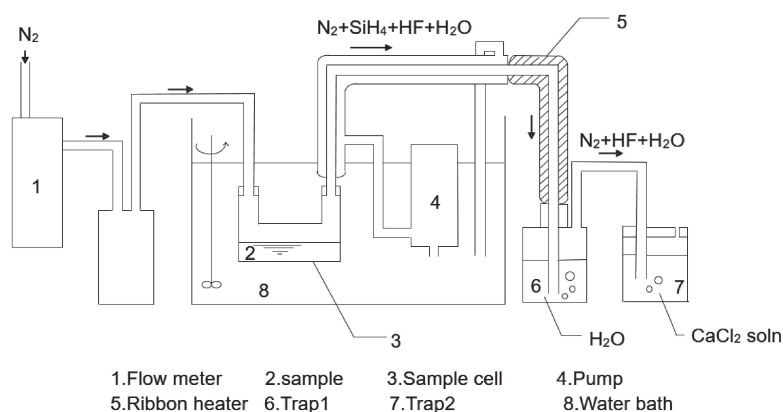 N2+SiH4+HF+H2O
5
N2
N2+HF+H2O
1
4
2
6
7
8
3
H2O
CaCl2 soln
1.Flow meter 2.sample 3.Sample cell 4.Pump
5.Ribbon heater 6.Trap1 7.Trap2 8.Water bath